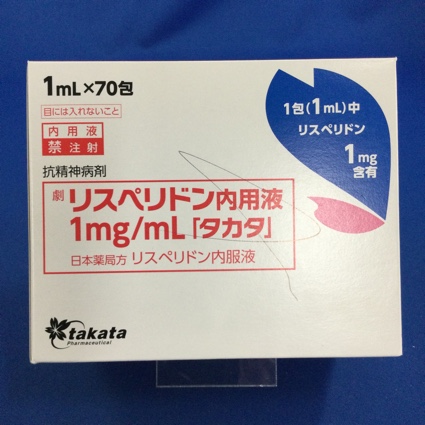 1mL×70包
目には入れないこと
内用液
禁注射
抗精神病剤
劇 リスペリドン内用液
1mg/mL「タカタ」
日本薬局方 リスペリドン内服液
1包(1mL)中
リスペリドン
1mg
含有
takata
Pharmaceutical